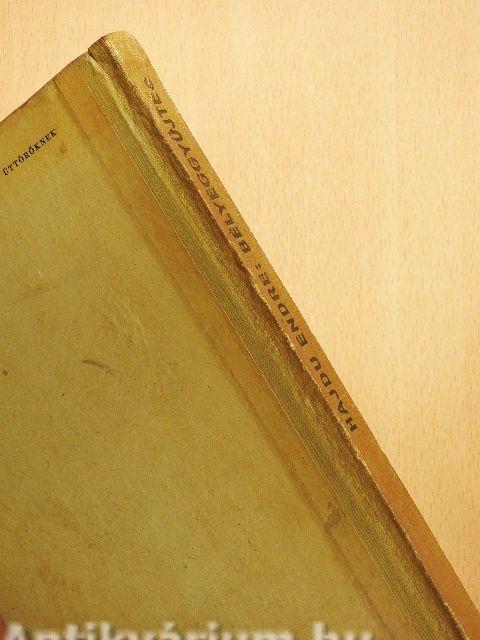 ÚTTÖRŐKNEK
HAJDU ENDRE: BÉLYEGGYŰJTÉS
Antikvárium.hu